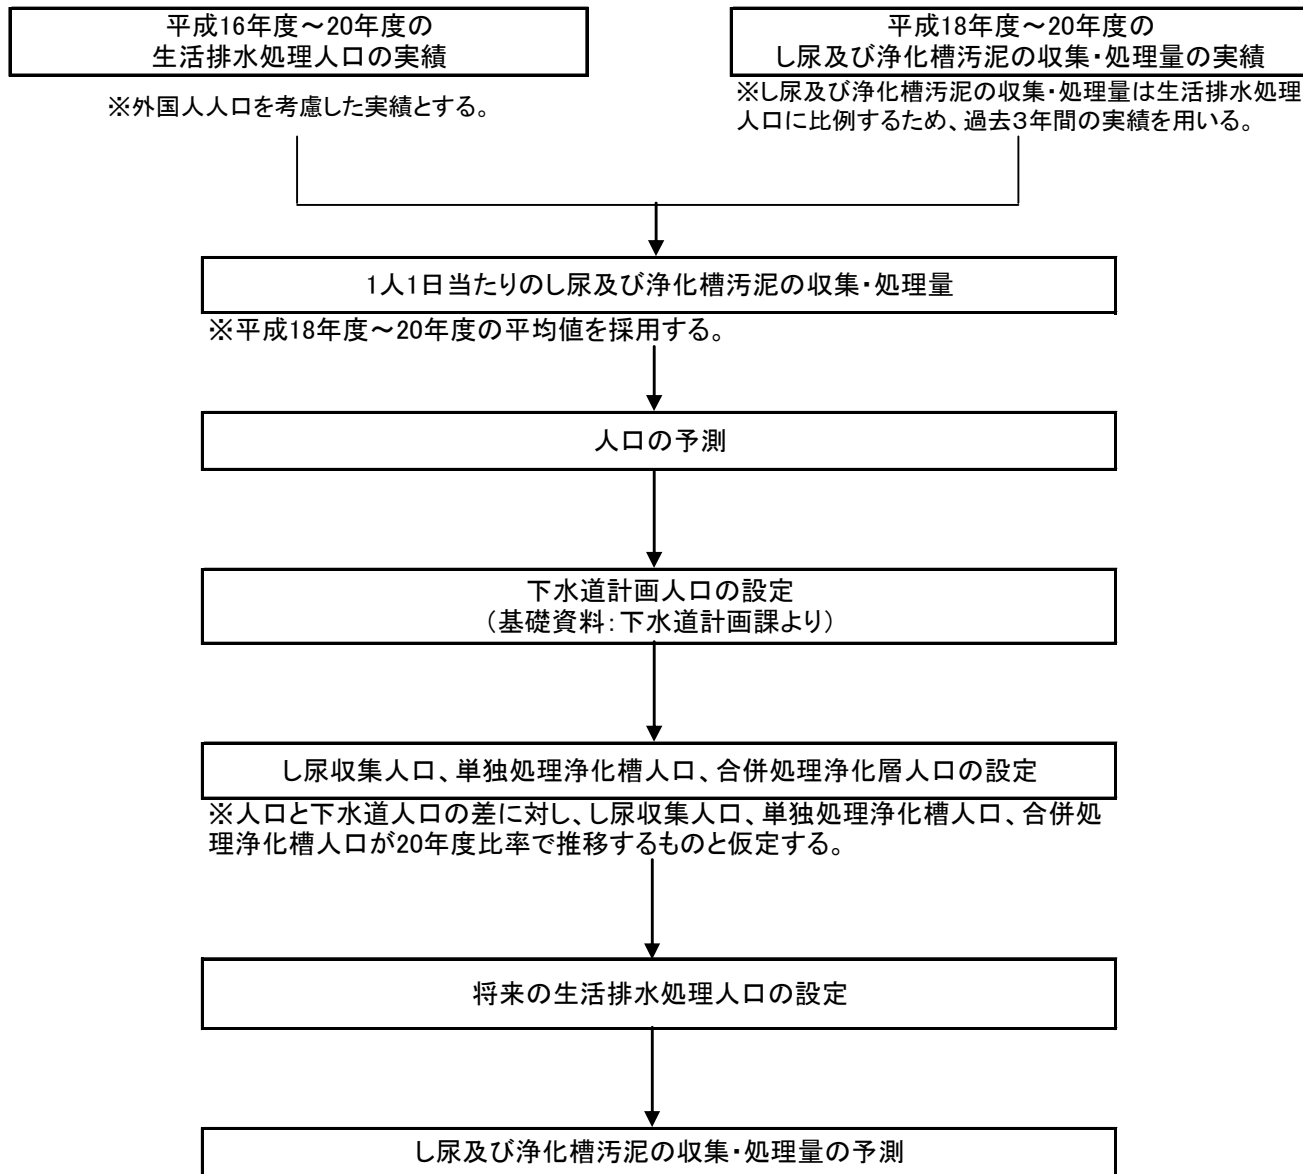 平成16年度～20年度の
生活排水処理人口の実績
※外国人人口を考慮した実績とする。
平成18年度～20年度の
し尿及び浄化槽汚泥の収集・処理量の実績
※し尿及び浄化槽汚泥の収集・処理量は生活排水処理
人口に比例するため、過去３年間の実績を用いる。
1人1日当たりのし尿及び浄化槽汚泥の収集・処理量
※平成18年度～20年度の平均値を採用する。
人口の予測
下水道計画人口の設定
（基礎資料：下水道計画課より）
し尿収集人口、単独処理浄化槽人口、合併処理浄化層人口の設定
※人口と下水道人口の差に対し、し尿収集人口、単独処理浄化槽人口、合併処
理浄化槽人口が20年度比率で推移するものと仮定する。
将来の生活排水処理人口の設定
し尿及び浄化槽汚泥の収集・処理量の予測